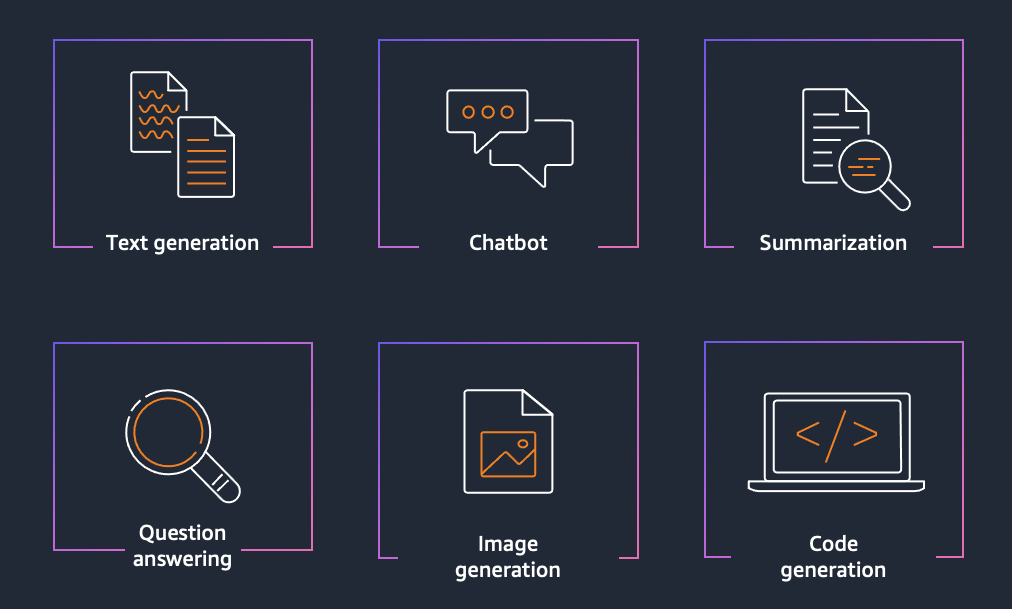 Text generation
Chatbot
Summarization
Question
answering
Image
generation
Code
generation